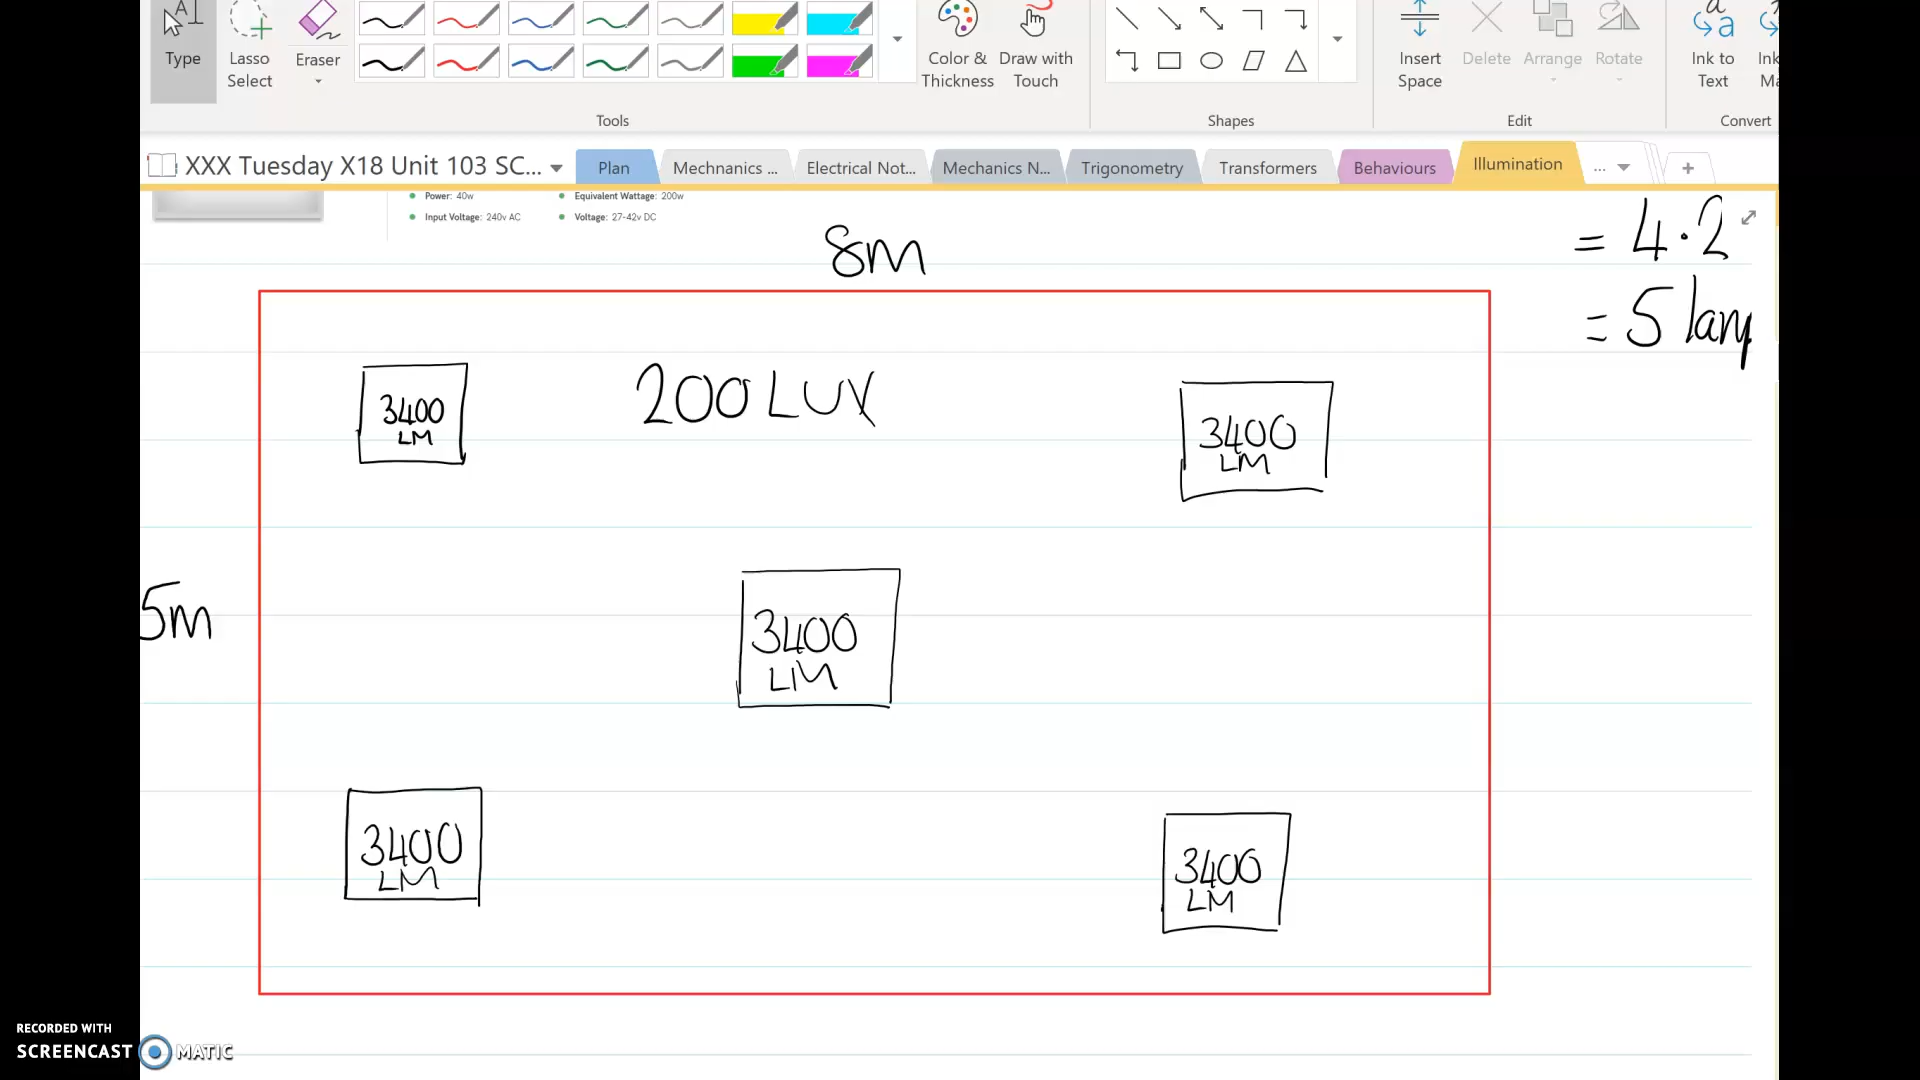 Type
Lasso
Select
Eraser
Color &
Thickness
Draw with
Touch
Insert
Space
Delete
Arrange
Rotate
Ink to
Text
Ink
Ma
Tools
Shapes
Edit
Convert
XXX Tuesday X18 Unit 103 SC...
Plan
Mechnanics ...
Electrical Not...
Mechanics N...
Trigonometry
Transformers
Behaviours
Illumination
...
Power: 40w
Equivalent Wattage: 200w
Input Voltage: 240v AC
Voltage: 27-42v DC
8m
= 4.2
= 5 lamp
3400
LM
200 LUX
3400
LM
5m
3400
LM
3400
LM
3400
LM
RECORDED WITH
SCREENCAST MATIC